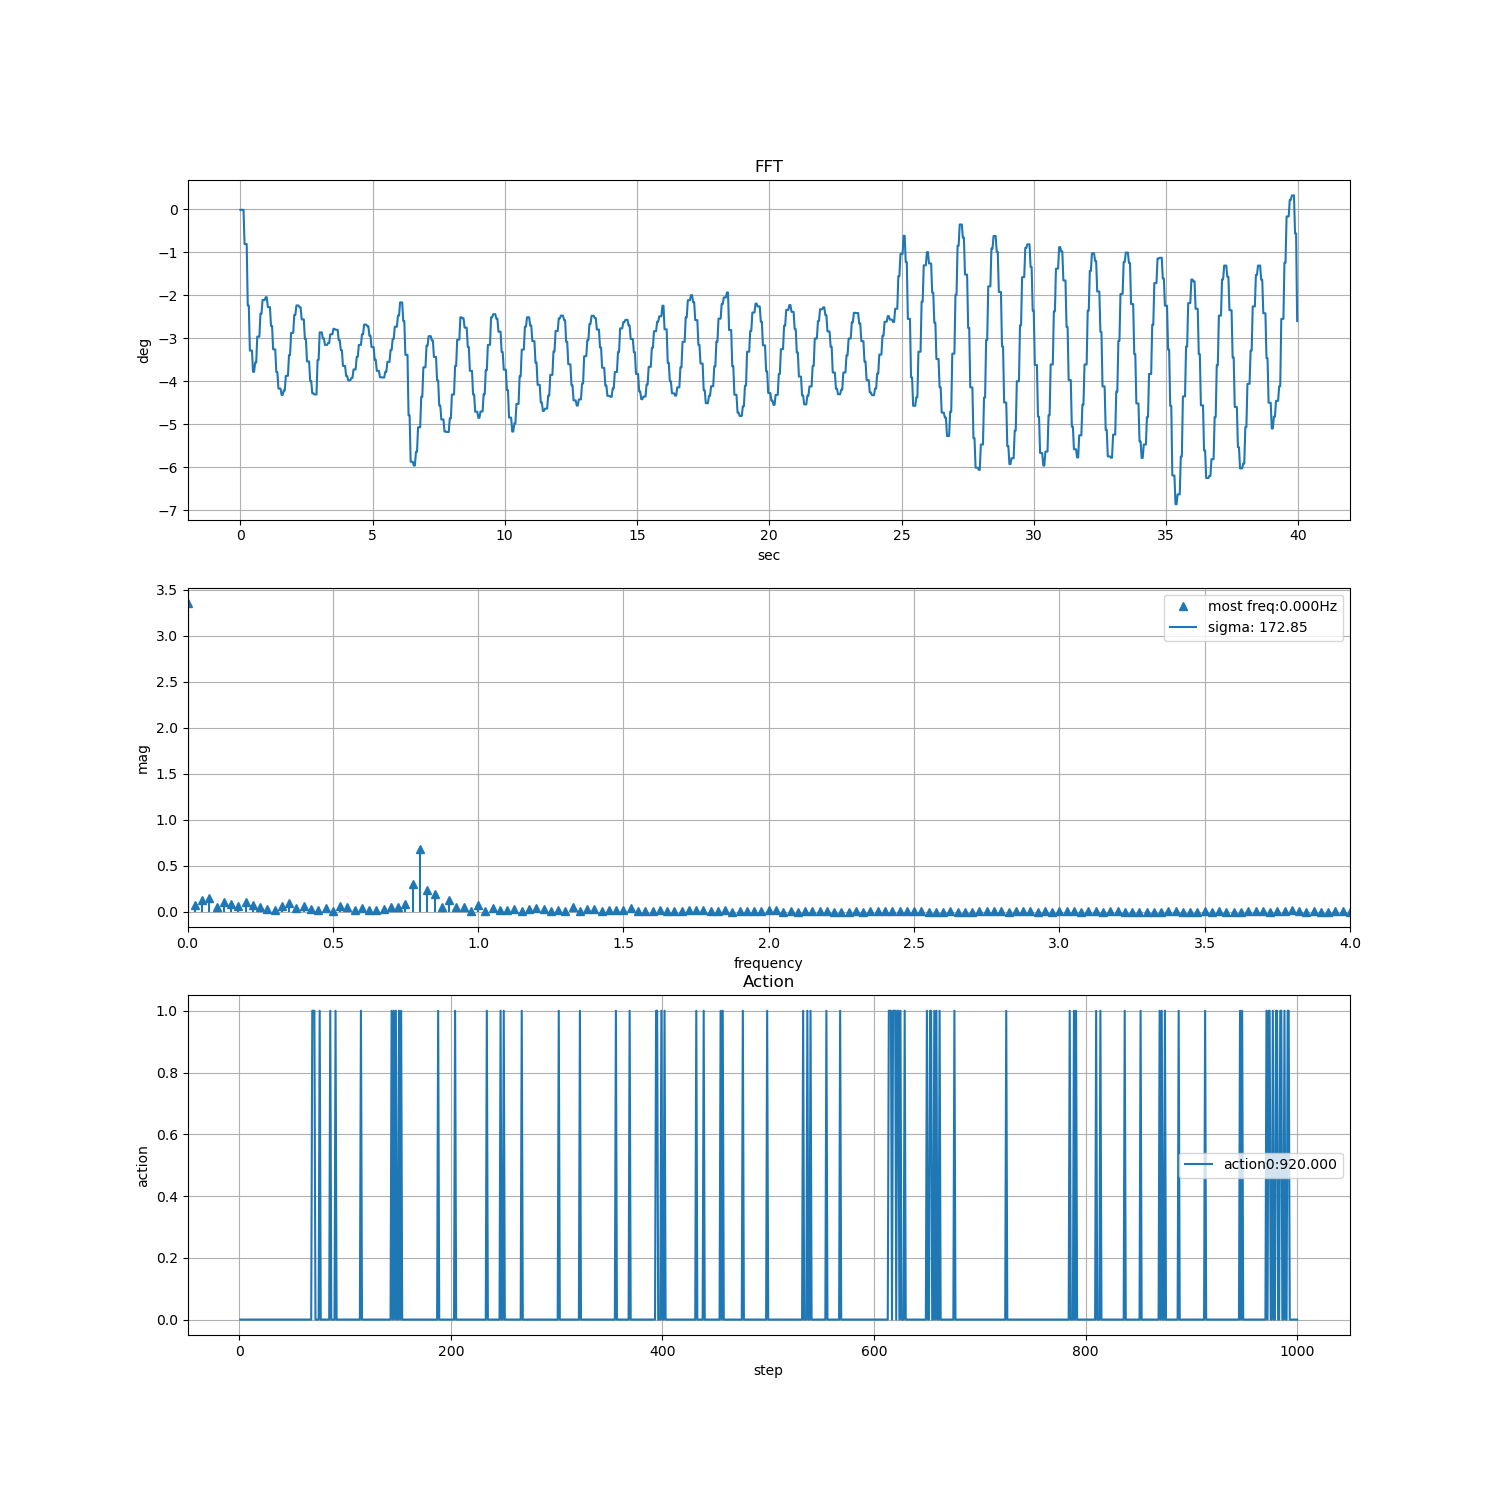 FFT
0
−1
−2
−3
−4
−5
−6
−7
deg
0 5 10 15 20 25 30 35 40
sec
3.5
3.0
2.5
2.0
1.5
1.0
0.5
0.0
mag
most freq:0.000Hz
sigma: 172.85
0.0 0.5 1.0 1.5 2.0 2.5 3.0 3.5 4.0
frequency
Action
1.0
0.8
0.6
0.4
0.2
0.0
action
action0:920.000
0 200 400 600 800 1000
step